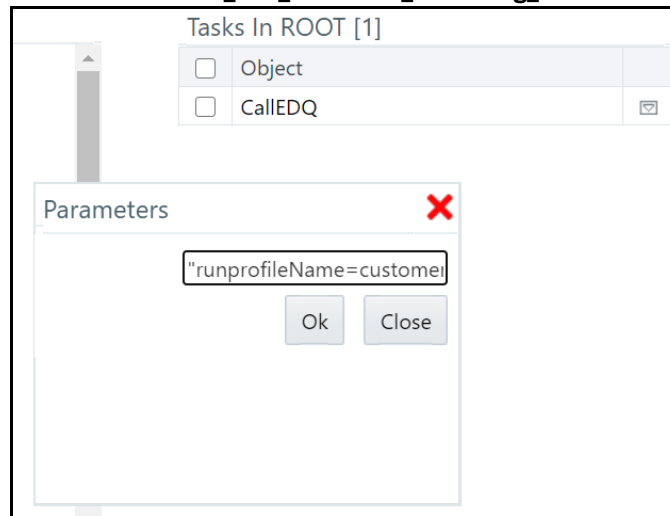 Tasks In ROOT [1]
Object
CallEDQ
Parameters
"runprofileName=customer
Ok Close